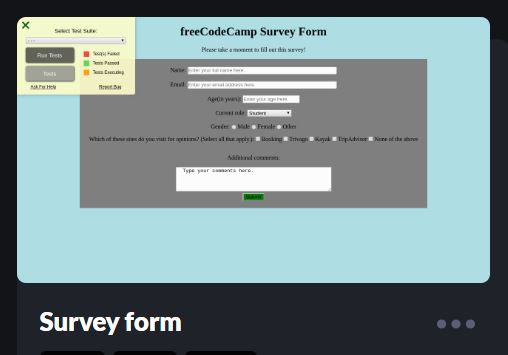 Select Test Suite:
- - -
Run Tests
Tests
Test(s) Failed
Tests Passed
Tests Executing
Ask For Help
Report Bug
freeCodeCamp Survey Form
Please take a moment to fill out this survey!
Name: Enter your full name here.
Email: Enter your email address here.
Age(in years): Enter your age here.
Current role: Student
Gender: Male Female Other
Which of these sites do you visit for opinions? (Select all that apply.): Booking Trivago Kayak TripAdvisor None of the above
Additional comments:
Type your comments here.
Submit
Survey form